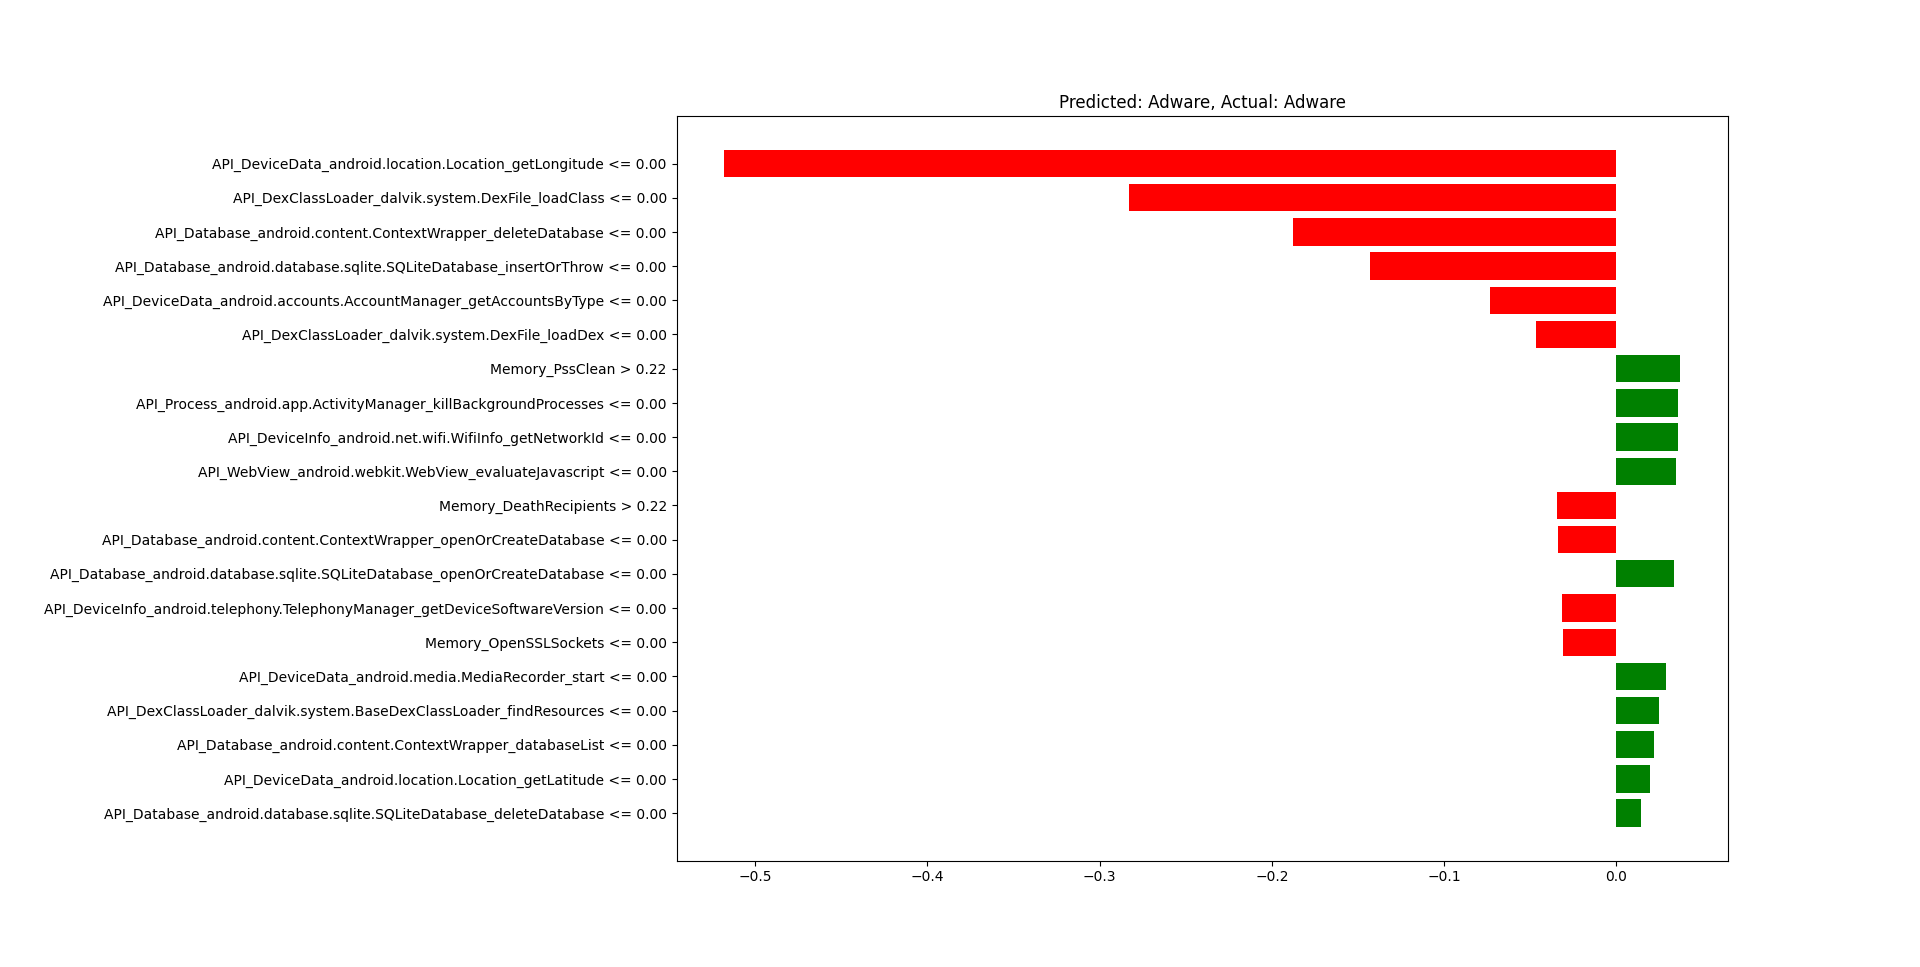 Predicted: Adware, Actual: Adware
API_DeviceData_android.location.Location_getLongitude <= 0.00
API_DexClassLoader_dalvik.system.DexFile_loadClass <= 0.00
API_Database_android.content.ContextWrapper_deleteDatabase <= 0.00
API_Database_android.database.sqlite.SQLiteDatabase_insertOrThrow <= 0.00
API_DeviceData_android.accounts.AccountManager_getAccountsByType <= 0.00
API_DexClassLoader_dalvik.system.DexFile_loadDex <= 0.00
Memory_PssClean > 0.22
API_Process_android.app.ActivityManager_killBackgroundProcesses <= 0.00
API_DeviceInfo_android.net.wifi.WifiInfo_getNetworkId <= 0.00
API_WebView_android.webkit.WebView_evaluateJavascript <= 0.00
Memory_DeathRecipients > 0.22
API_Database_android.content.ContextWrapper_openOrCreateDatabase <= 0.00
API_Database_android.database.sqlite.SQLiteDatabase_openOrCreateDatabase <= 0.00
API_DeviceInfo_android.telephony.TelephonyManager_getDeviceSoftwareVersion <= 0.00
Memory_OpenSSLSockets <= 0.00
API_DeviceData_android.media.MediaRecorder_start <= 0.00
API_DexClassLoader_dalvik.system.BaseDexClassLoader_findResources <= 0.00
API_Database_android.content.ContextWrapper_databaseList <= 0.00
API_DeviceData_android.location.Location_getLatitude <= 0.00
API_Database_android.database.sqlite.SQLiteDatabase_deleteDatabase <= 0.00
−0.5 −0.4 −0.3 −0.2 −0.1 0.0